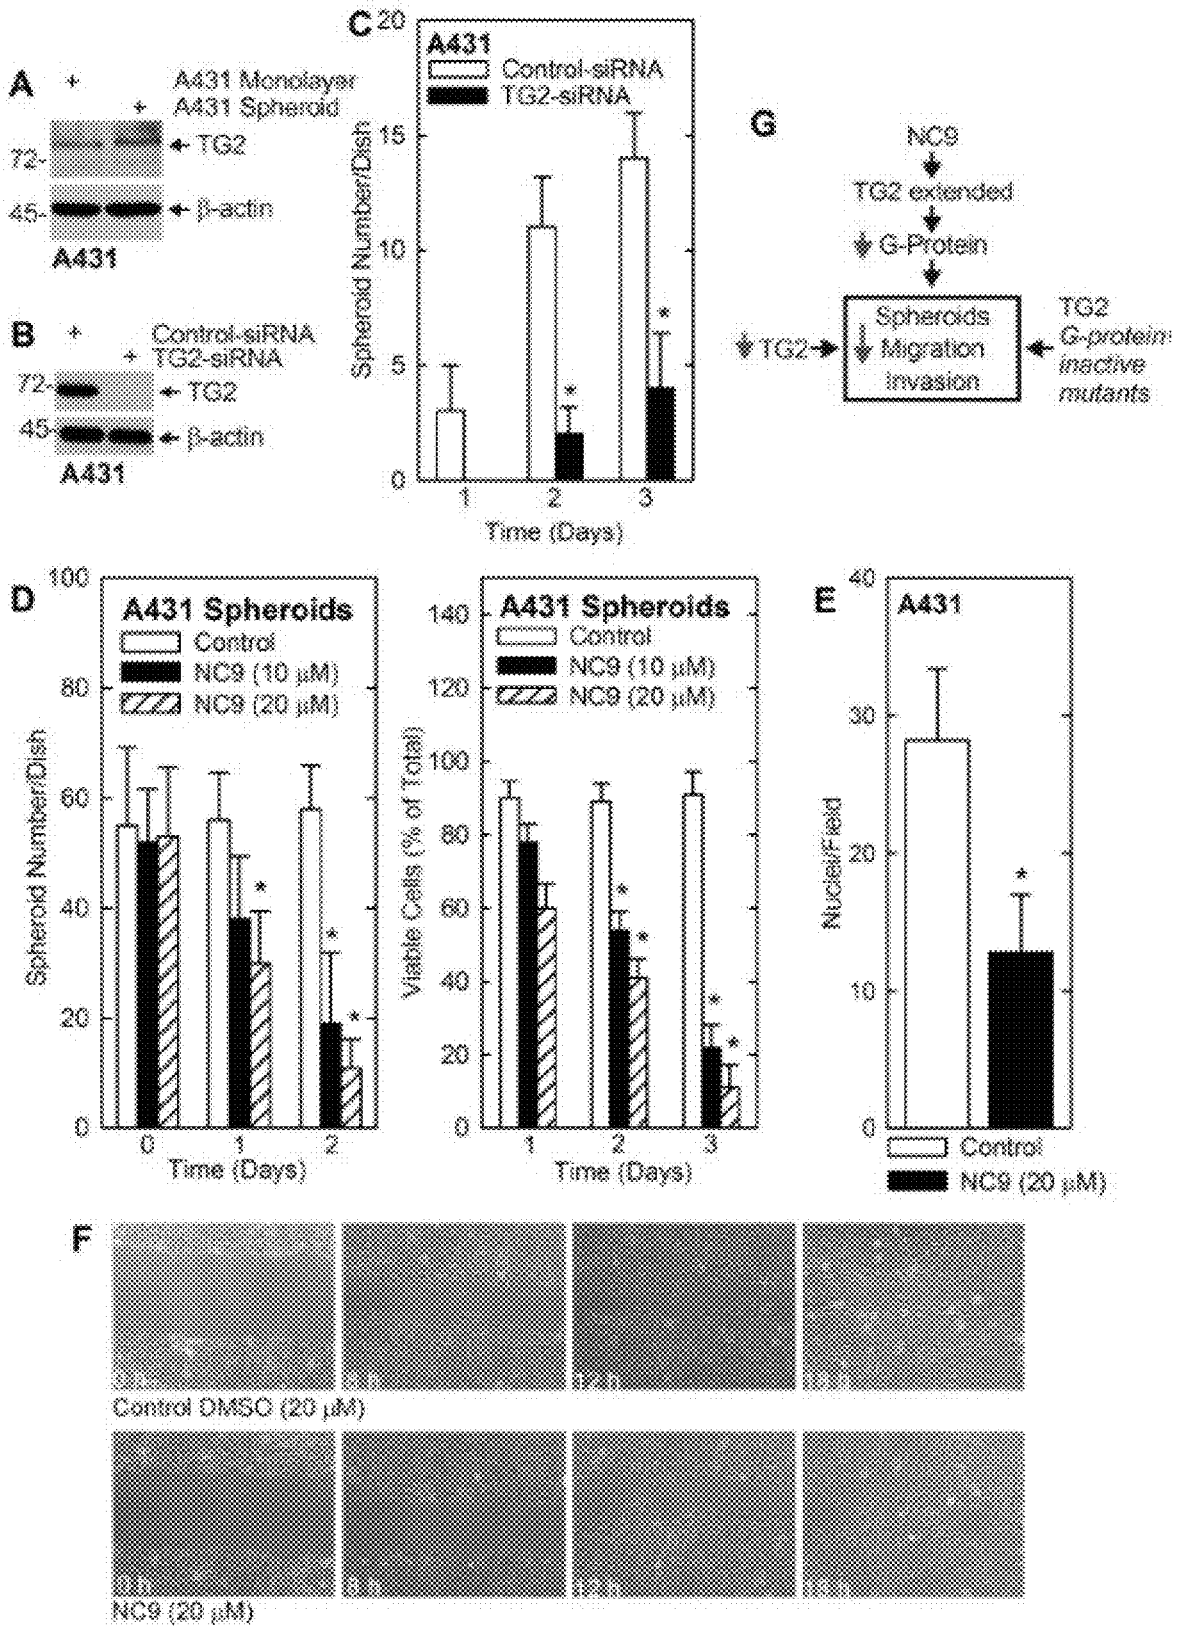 A
+ A431 Monolayer
+ A431 Spheroid
72-
TG2
45-
β-actin
A431
B
+ Control-siRNA
+ TG2-siRNA
72-
TG2
45-
β-actin
A431
C
20
15
10
5
0
Spheroid Number/Dish
A431
Control-siRNA
TG2-siRNA
*
*
1 2 3
Time (Days)
G
NC9
TG2 extended
G-Protein
Spheroids
Migration
Invasion
TG2
TG2
G-protein
inactive
mutants
D
100
80
60
40
20
0
Spheroid Number/Dish
A431 Spheroids
Control
NC9 (10 μM)
NC9 (20 μM)
*
*
*
0 1 2
Time (Days)
140
120
100
80
60
40
20
0
Viable Cells (% of Total)
A431 Spheroids
Control
NC9 (10 μM)
NC9 (20 μM)
*
*
*
*
1 2 3
Time (Days)
E
40
30
20
10
0
Nuclei/Field
A431
*
Control
NC9 (20 μM)
F
0 h
8 h
12 h
Control DMSO (20 μM)
0 h
8 h
12 h
NC9 (20 μM)